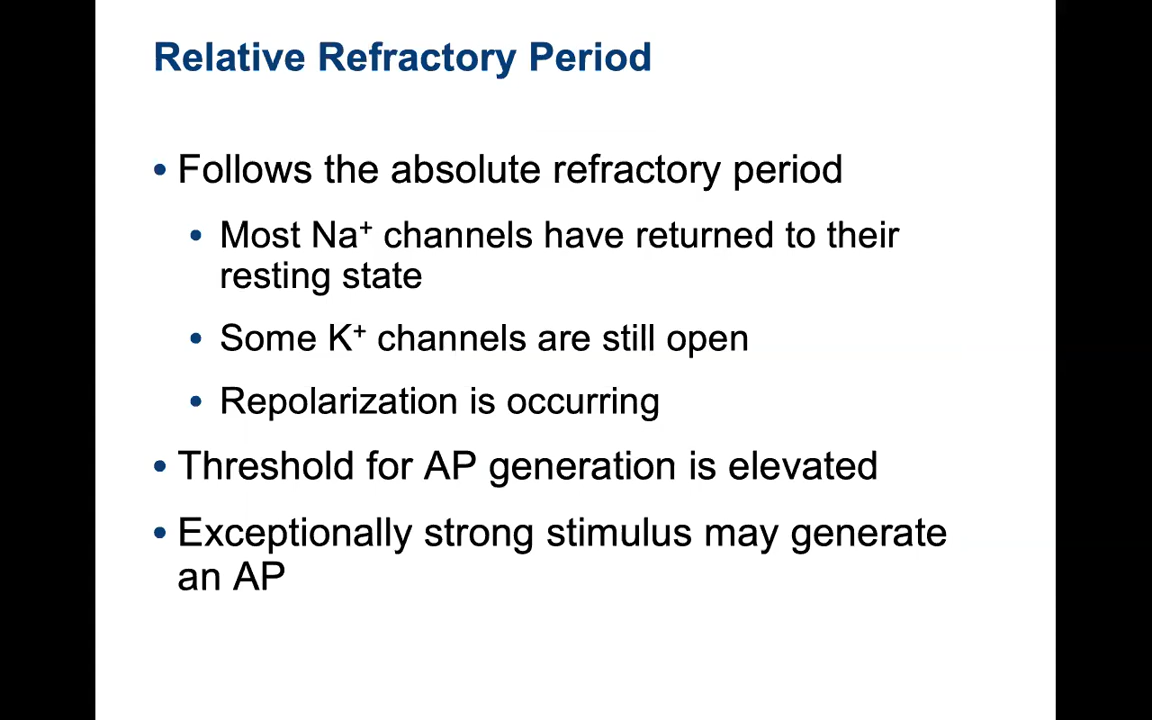 Relative Refractory Period
• Follows the absolute refractory period
• Most Na⁺ channels have returned to their
resting state
• Some K⁺ channels are still open
• Repolarization is occurring
• Threshold for AP generation is elevated
• Exceptionally strong stimulus may generate
an AP